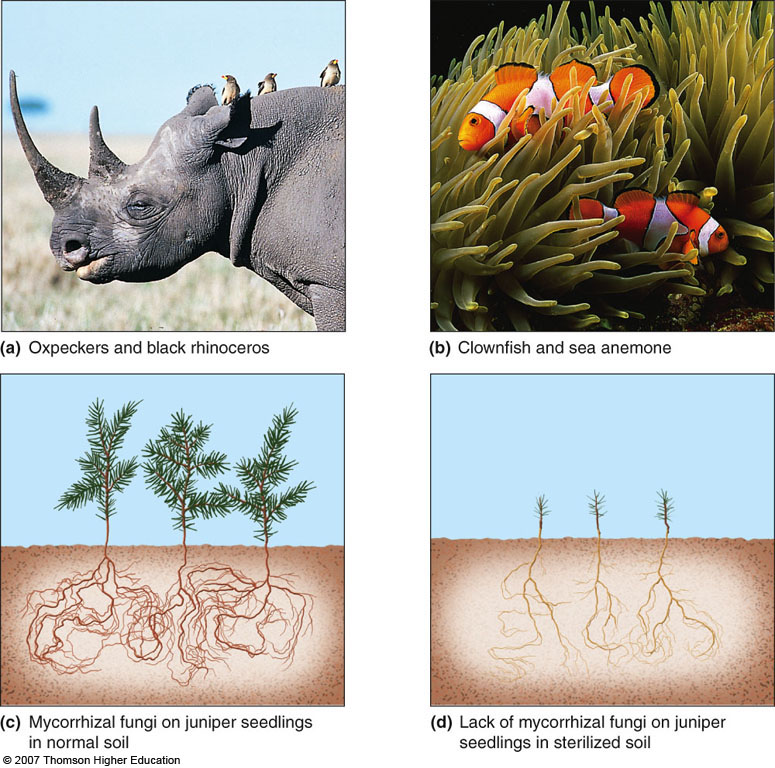 (a) Oxpeckers and black rhinoceros
(b) Clownfish and sea anemone
(c) Mycorrhizal fungi on juniper seedlings
in normal soil
(d) Lack of mycorrhizal fungi on juniper
seedlings in sterilized soil
© 2007 Thomson Higher Education